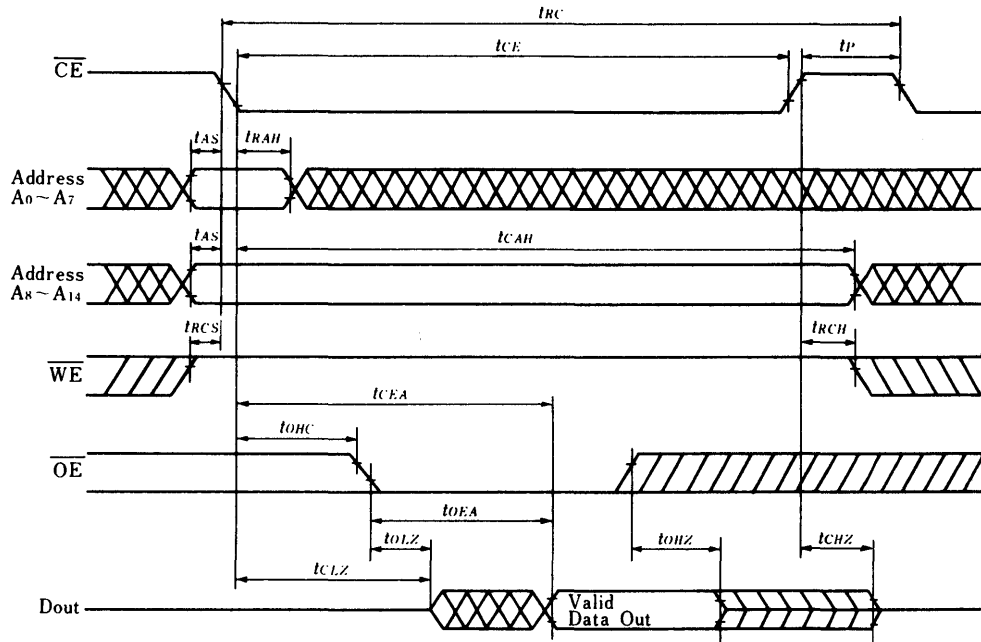 tRC
tCE
tP
CE
tAS
tRAH
Address
A0~A7
tAS
tCAH
Address
A8~A14
tRCS
tRCH
WE
tCEA
tOHC
OE
tOEA
tOLZ
tOHZ
tCHZ
tCLZ
Dout
Valid
Data Out